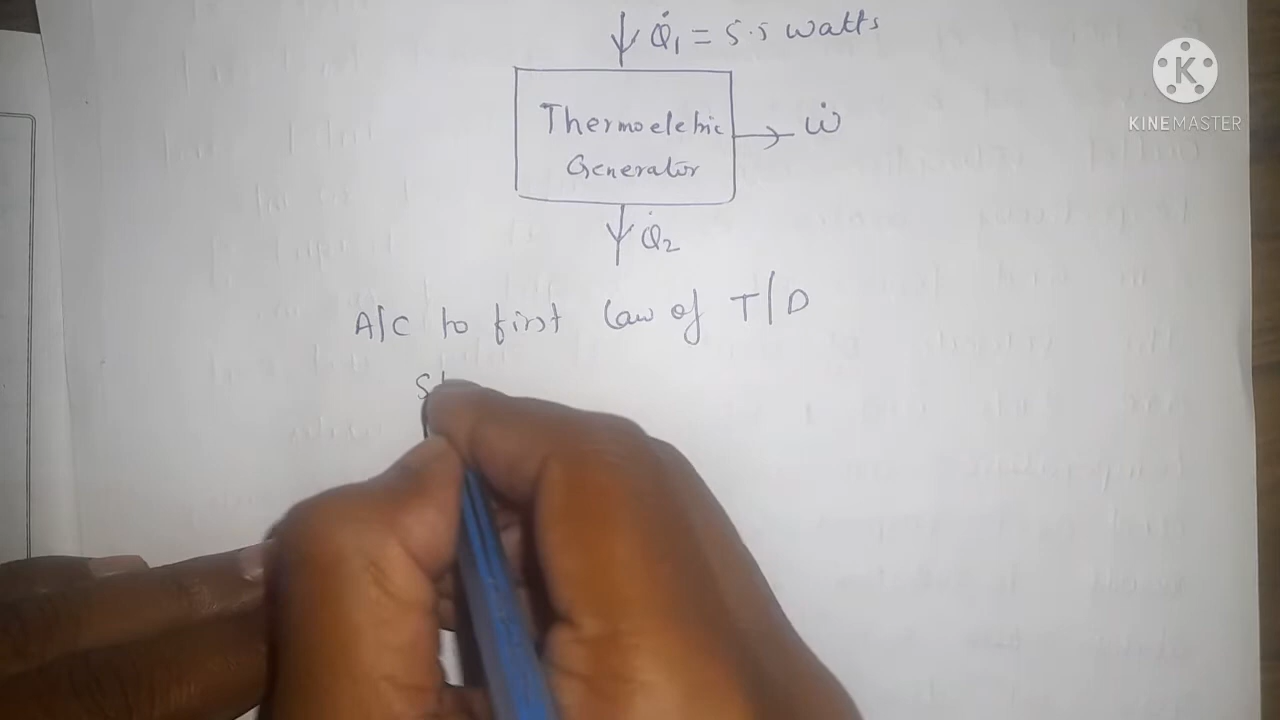 Q̇₁ = 5.5 watts
Thermoeletric
Generator
ẇ
Q̇₂
A/C to first law of T/D
KINEMASTER